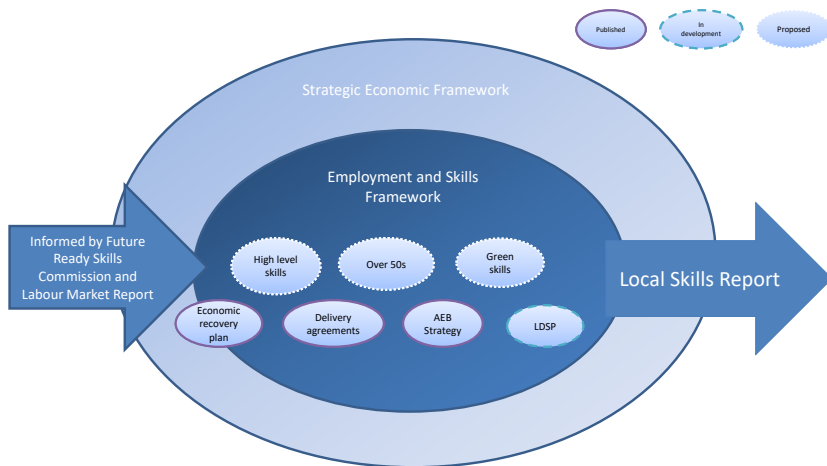 Published
In
development
Proposed
Strategic Economic Framework
Employment and Skills
Framework
Informed by Future
Ready Skills
Commission and
Labour Market Report
High level
skills
Over 50s
Green
skills
Economic
recovery
plan
Delivery
agreements
AEB
Strategy
LDSP
Local Skills Report